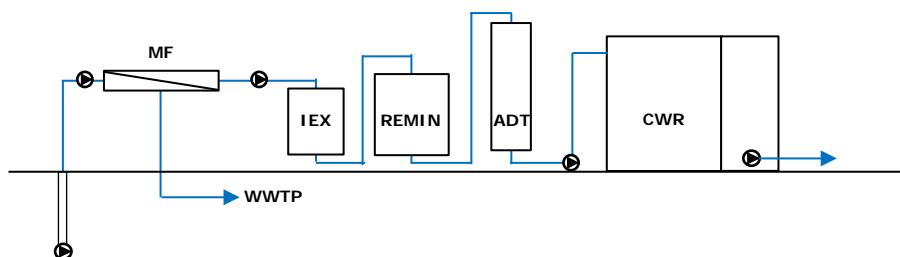 MF
IEX
REMIN
ADT
CWR
WWTP